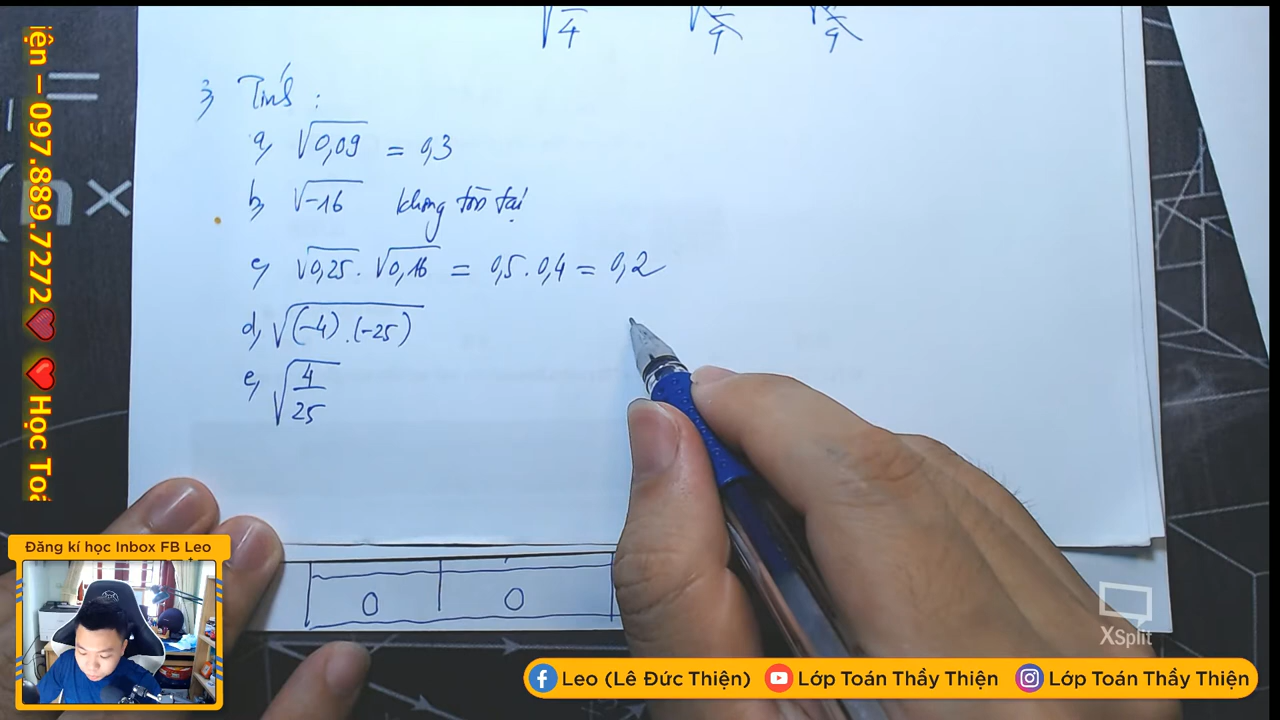 iện – 097.889.7272
Học Toá
=
(n ×
√4
3, Tính :
a, √0,09 = 0,3
b, √-16 không tồn tại
c, √0,25 . √0,16 = 0,5 . 0,4 = 0,2
d, √(-4) . (-25)
e, √4/25
0 0
Đăng kí học Inbox FB Leo
XSplit
Leo (Lê Đức Thiện) Lớp Toán Thầy Thiện Lớp Toán Thầy Thiện